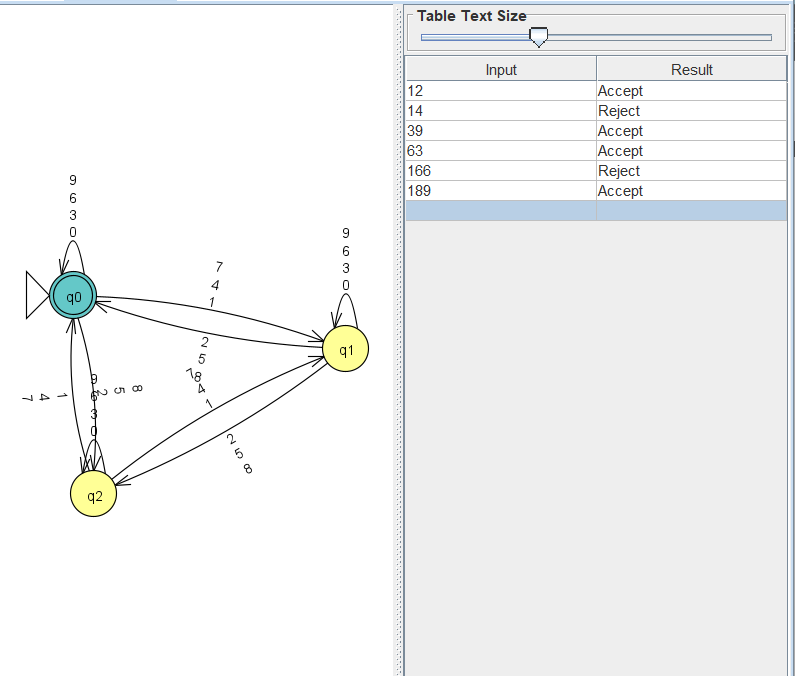 Table Text Size
Input Result
12 Accept
14 Reject
39 Accept
63 Accept
166 Reject
189 Accept
9
6
3
0
q0
7
4
1
9
6
3
0
q1
2
5
8
7
4
1
2
5
8
1
4
7
9
6
3
0
2
5
8
q2